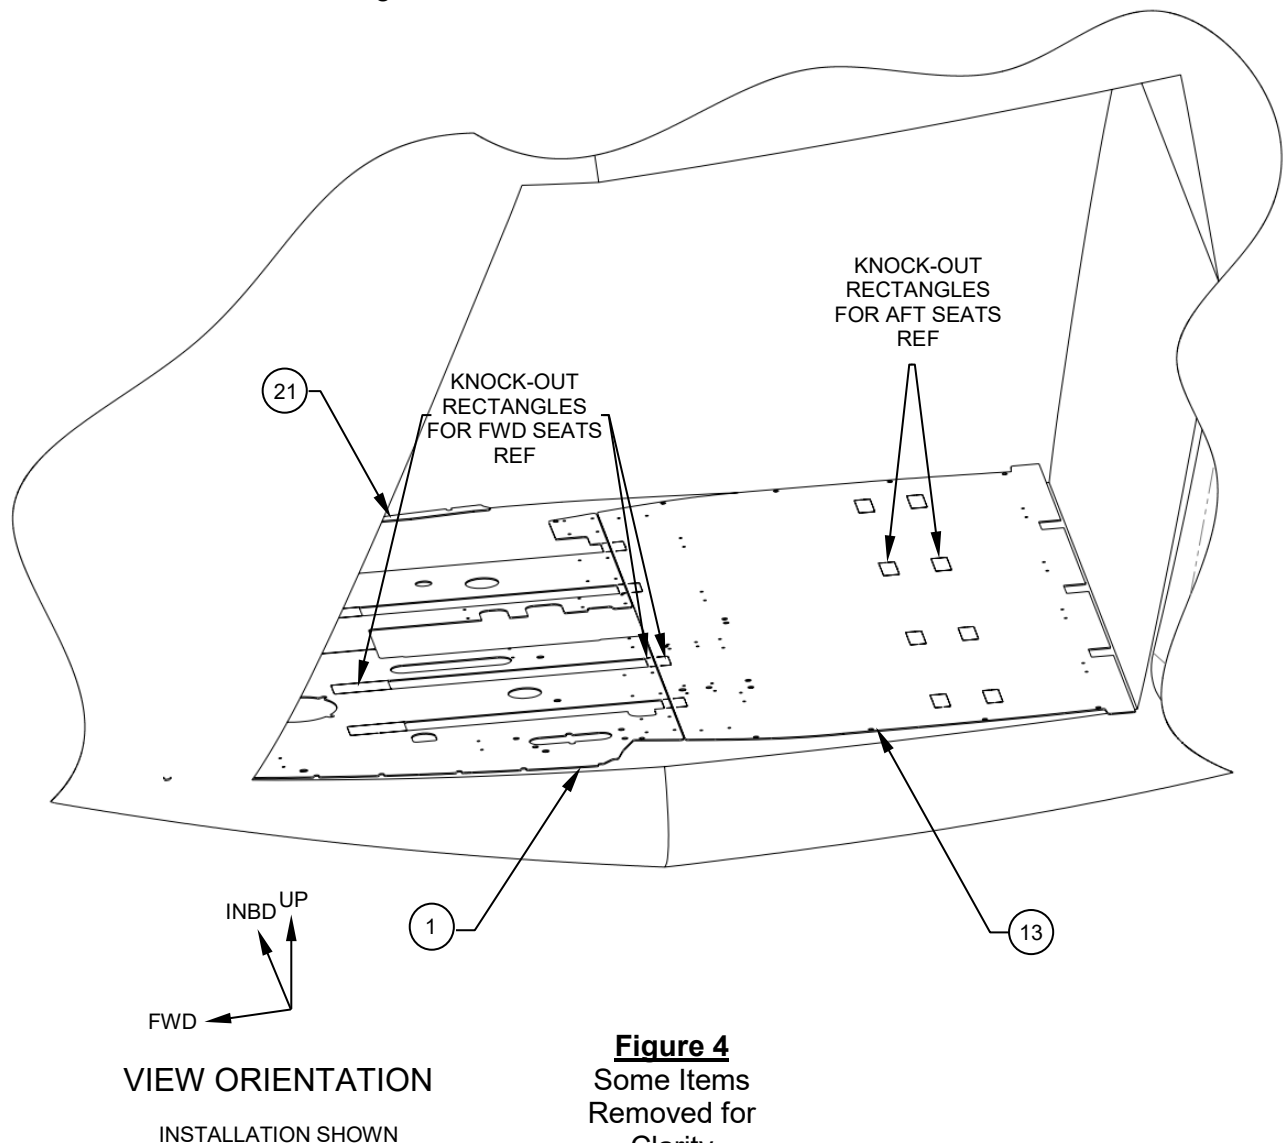 KNOCK-OUT
RECTANGLES
FOR AFT SEATS
REF
21
KNOCK-OUT
RECTANGLES
FOR FWD SEATS
REF
1
13
INBD
UP
FWD
VIEW ORIENTATION
INSTALLATION SHOWN
Figure 4
Some Items
Removed for
Clarity